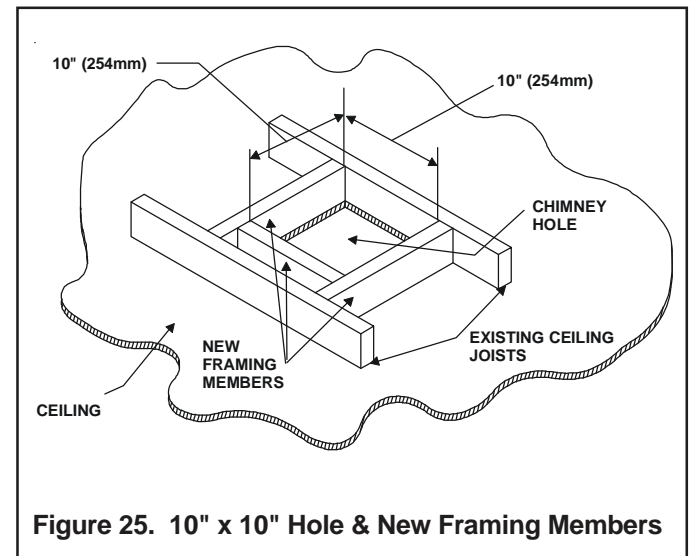 10" (254mm)
10" (254mm)
CHIMNEY
HOLE
NEW
FRAMING
MEMBERS
EXISTING CEILING
JOISTS
CEILING
Figure 25. 10" x 10" Hole & New Framing Members